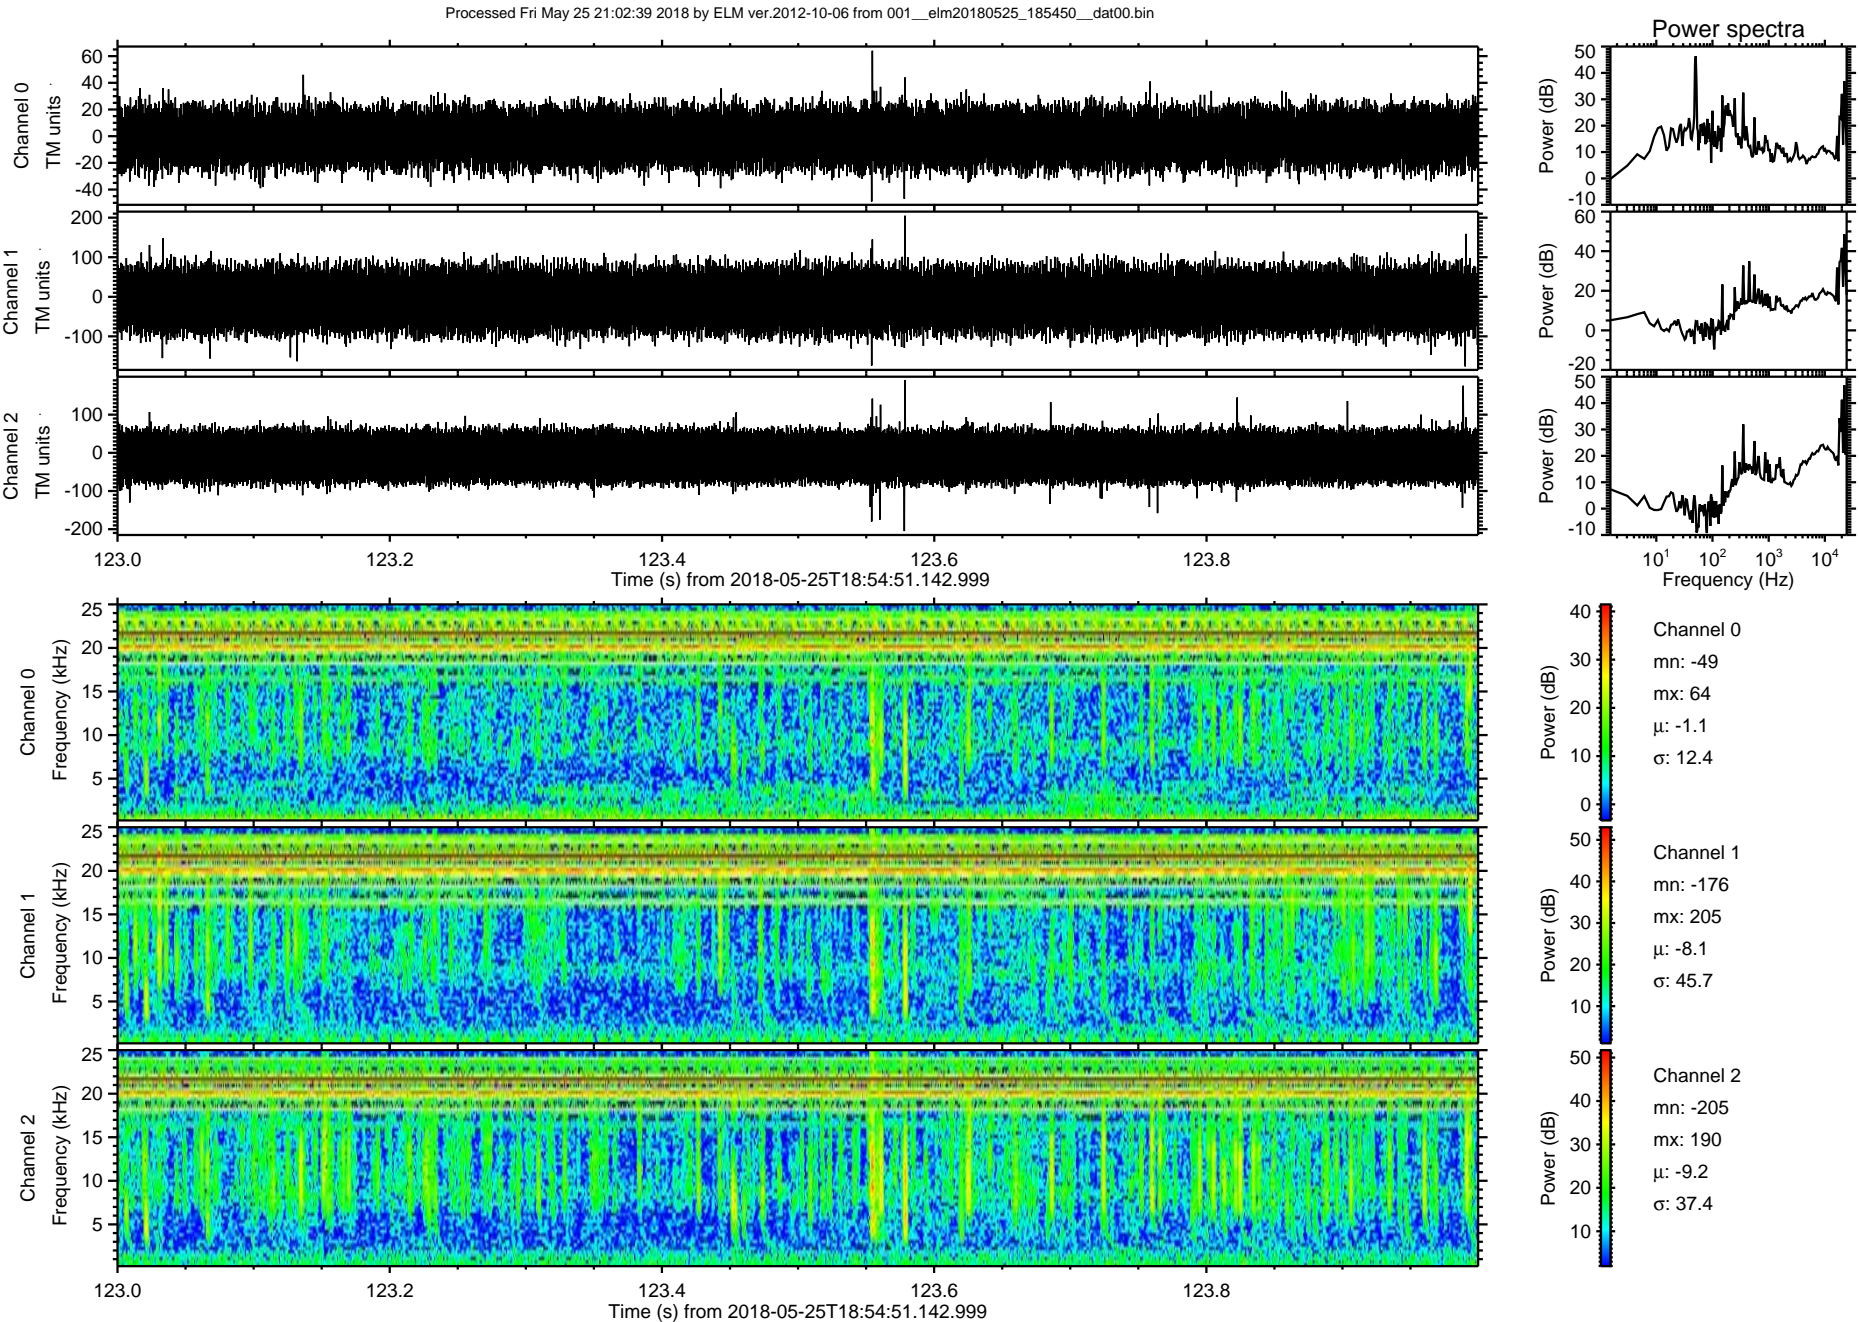 Processed Fri May 25 21:02:39 2018 by ELM ver.2012-10-06 from 001__elm20180525_185450__dat00.bin
Power spectra
Channel 0
TM units
60
40
20
0
-20
-40
Power (dB)
50
40
30
20
10
0
-10
Channel 1
TM units
200
100
0
-100
Power (dB)
60
40
20
0
-20
Channel 2
TM units
100
0
-100
-200
Power (dB)
50
40
30
20
10
0
-10
123.0 123.2 123.4 123.6 123.8
Time (s) from 2018-05-25T18:54:51.142.999
10^1 10^2 10^3 10^4
Frequency (Hz)
Channel 0
Frequency (kHz)
25
20
15
10
5
Power (dB)
40
30
20
10
0
Channel 0
mn: -49
mx: 64
μ: -1.1
σ: 12.4
Channel 1
Frequency (kHz)
25
20
15
10
5
Power (dB)
50
40
30
20
10
Channel 1
mn: -176
mx: 205
μ: -8.1
σ: 45.7
Channel 2
Frequency (kHz)
25
20
15
10
5
Power (dB)
50
40
30
20
10
Channel 2
mn: -205
mx: 190
μ: -9.2
σ: 37.4
123.0 123.2 123.4 123.6 123.8
Time (s) from 2018-05-25T18:54:51.142.999